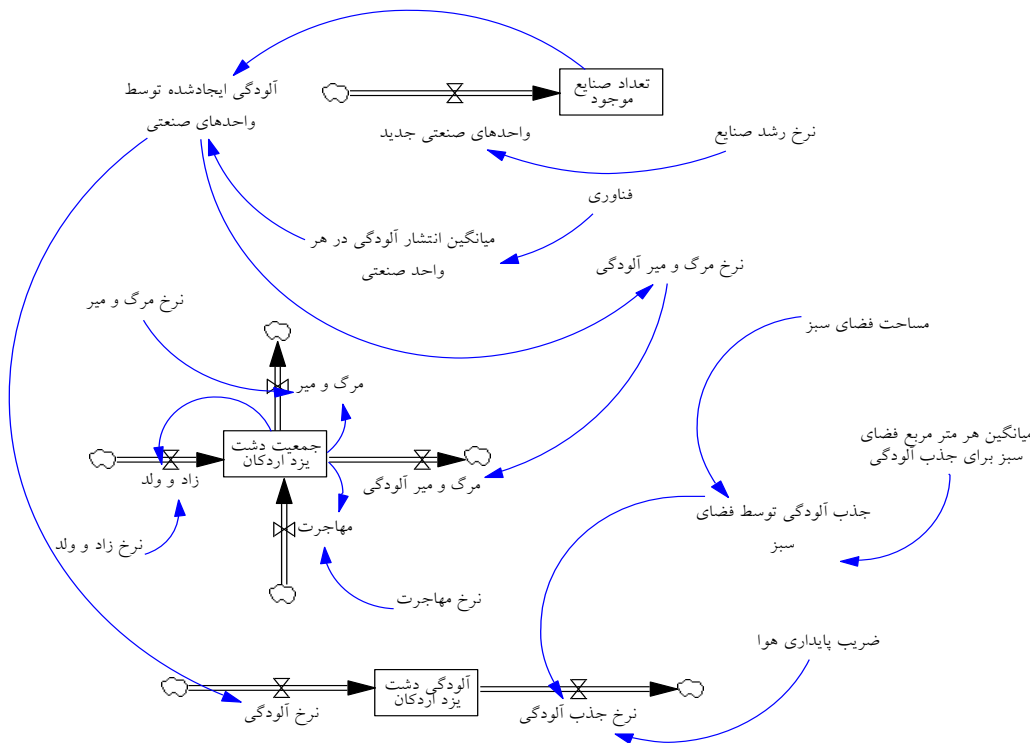 تعداد صنایع
موجود
آلودگی ایجادشده توسط
واحدهای صنعتی
واحدهای صنعتی جدید
نرخ رشد صنایع
فناوری
میانگین انتشار آلودگی در هر
واحد صنعتی
نرخ مرگ و میر آلودگی
نرخ مرگ و میر
مساحت فضای سبز
مرگ و میر
جمعیت دشت
یزد اردکان
زاد و ولد
مرگ و میر آلودگی
میانگین هر متر مربع فضای
سبز برای جذب آلودگی
جذب آلودگی توسط فضای
سبز
مهاجرت
نرخ زاد و ولد
نرخ مهاجرت
ضریب پایداری هوا
آلودگی دشت
یزد اردکان
نرخ آلودگی
نرخ جذب آلودگی